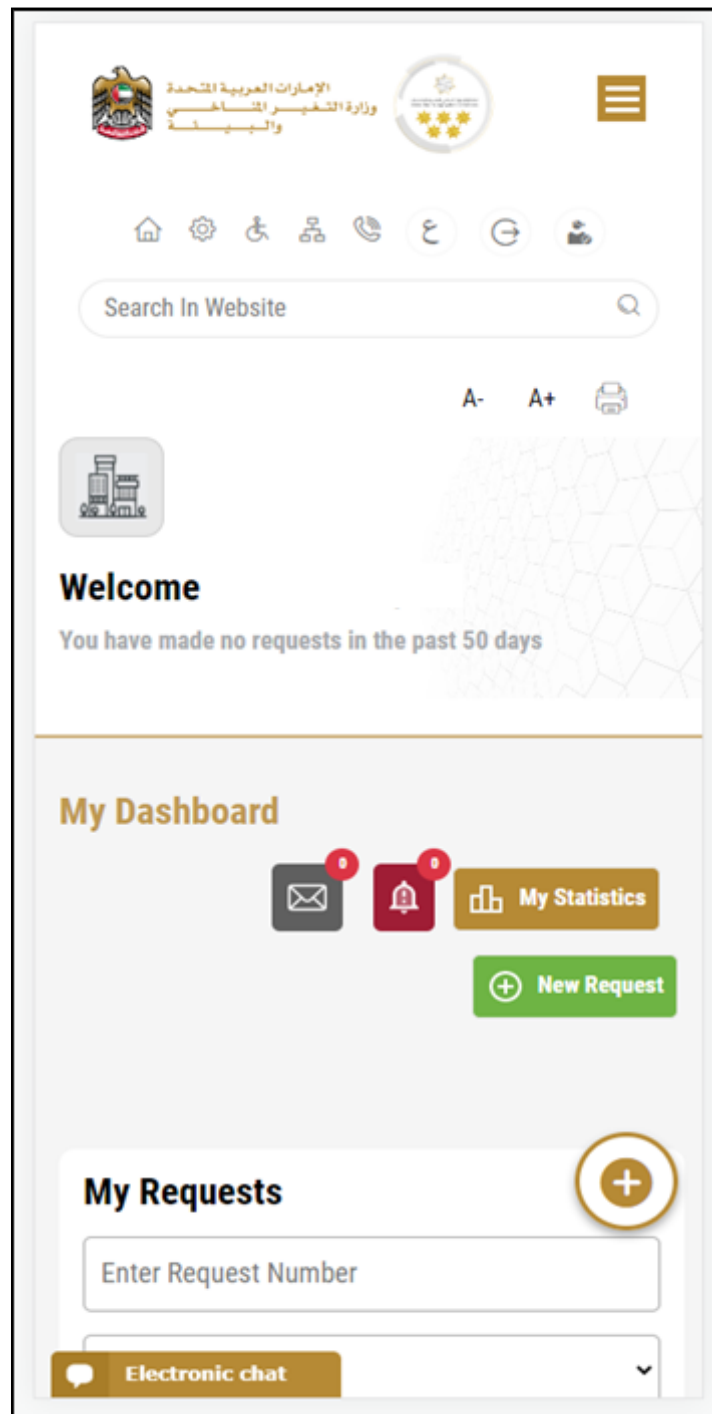 الإمارات العربية المتحدة
وزارة التغير المناخي
والبيئة
ع
Search In Website
A- A+
Welcome
You have made no requests in the past 50 days
My Dashboard
0 0
My Statistics
New Request
My Requests
Enter Request Number
Electronic chat